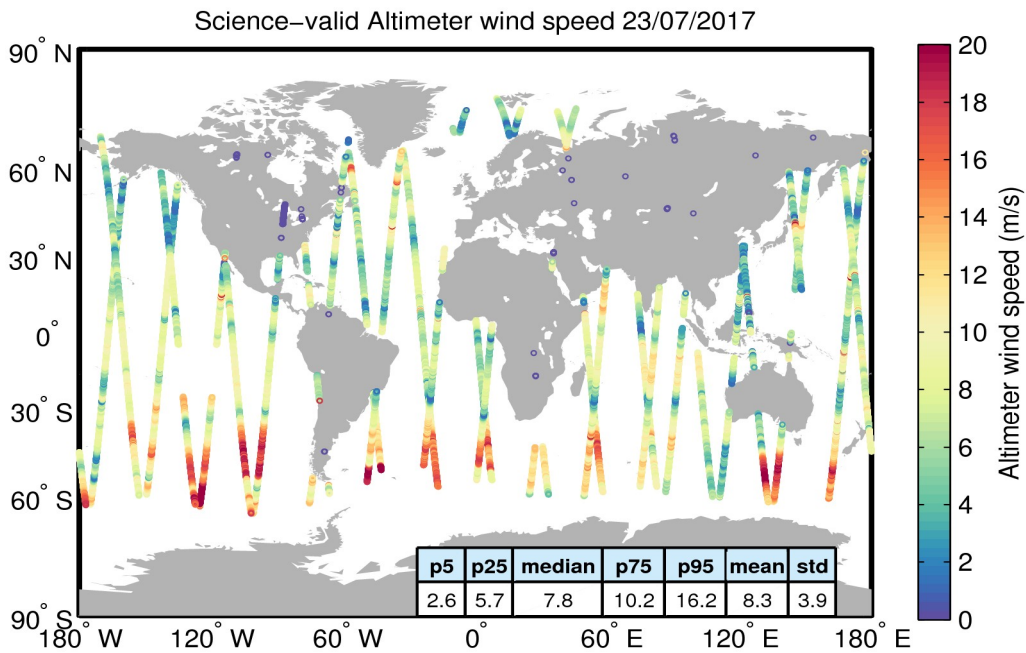 Science−valid Altimeter wind speed 23/07/2017
90° N
60° N
30° N
0°
30° S
60° S
90° S
180° W
120° W
60° W
0°
60° E
120° E
180° E
p5 p25 median p75 p95 mean std
2.6 5.7 7.8 10.2 16.2 8.3 3.9
20
18
16
14
12
10
8
6
4
2
0
Altimeter wind speed (m/s)